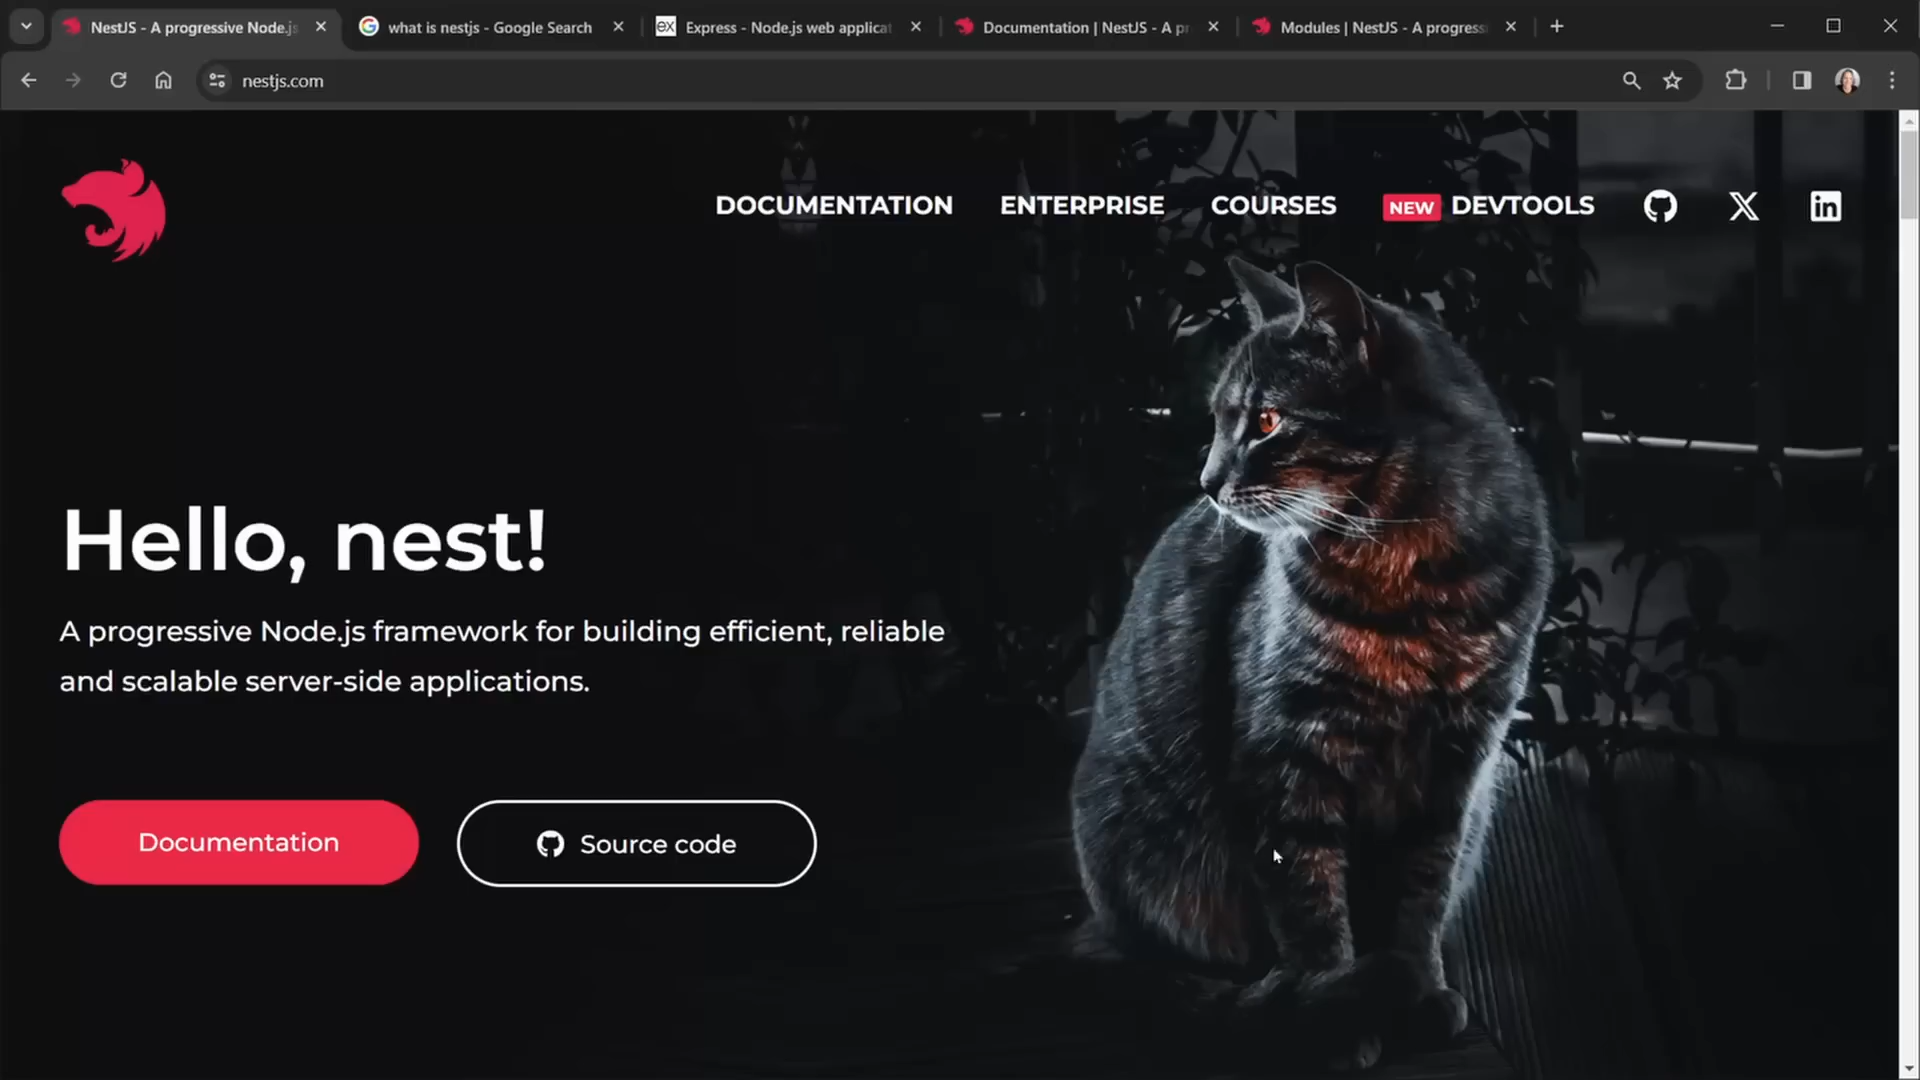 NestJS - A progressive Node.js
what is nestjs - Google Search
ex
Express - Node.js web applicat
Documentation | NestJS - A pr
Modules | NestJS - A progress
nestjs.com
DOCUMENTATION
ENTERPRISE
COURSES
NEW
DEVTOOLS
X
in
Hello, nest!
A progressive Node.js framework for building efficient, reliable
and scalable server-side applications.
Documentation
Source code